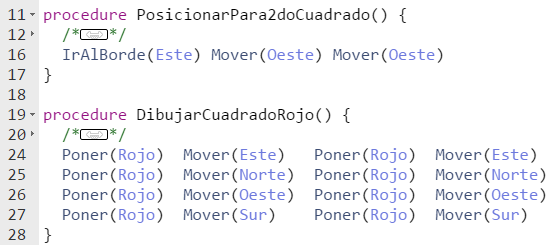 11 procedure PosicionarPara2doCuadrado() {
12 /**/
16 IrAlBorde(Este) Mover(Oeste) Mover(Oeste)
17 }
18
19 procedure DibujarCuadradoRojo() {
20 /**/
24 Poner(Rojo) Mover(Este) Poner(Rojo) Mover(Este)
25 Poner(Rojo) Mover(Norte) Poner(Rojo) Mover(Norte)
26 Poner(Rojo) Mover(Oeste) Poner(Rojo) Mover(Oeste)
27 Poner(Rojo) Mover(Sur) Poner(Rojo) Mover(Sur)
28 }